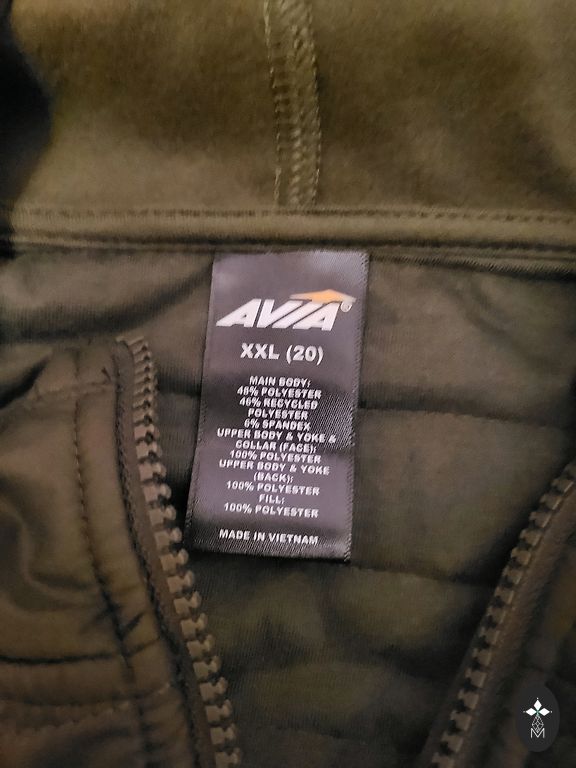 AVIA®
XXL (20)
MAIN BODY:
48% POLYESTER
46% RECYCLED
POLYESTER
6% SPANDEX
UPPER BODY & YOKE &
COLLAR (FACE):
100% POLYESTER
UPPER BODY & YOKE
(BACK):
100% POLYESTER
FILL:
100% POLYESTER
MADE IN VIETNAM
M